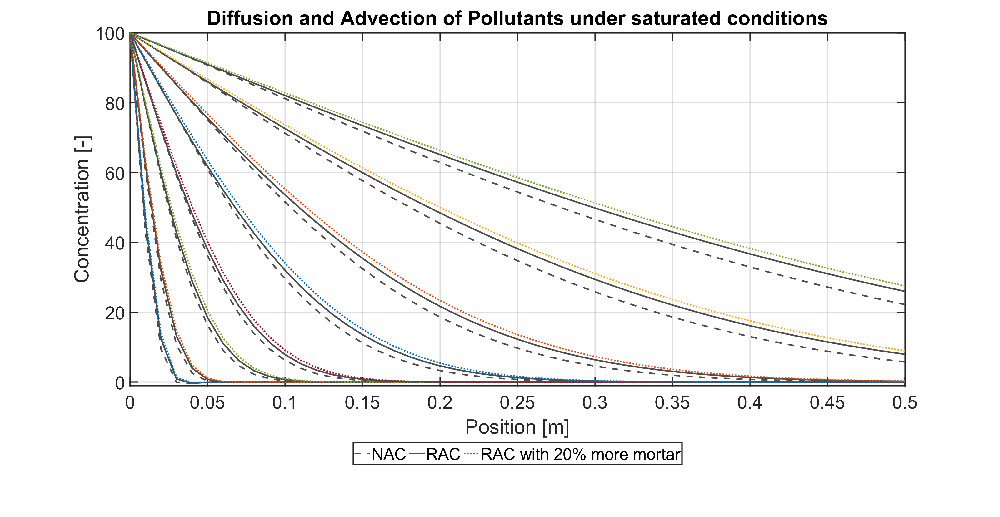 Diffusion and Advection of Pollutants under saturated conditions
100
80
60
40
20
0
Concentration [-]
0 0.05 0.1 0.15 0.2 0.25 0.3 0.35 0.4 0.45 0.5
Position [m]
NAC RAC RAC with 20% more mortar